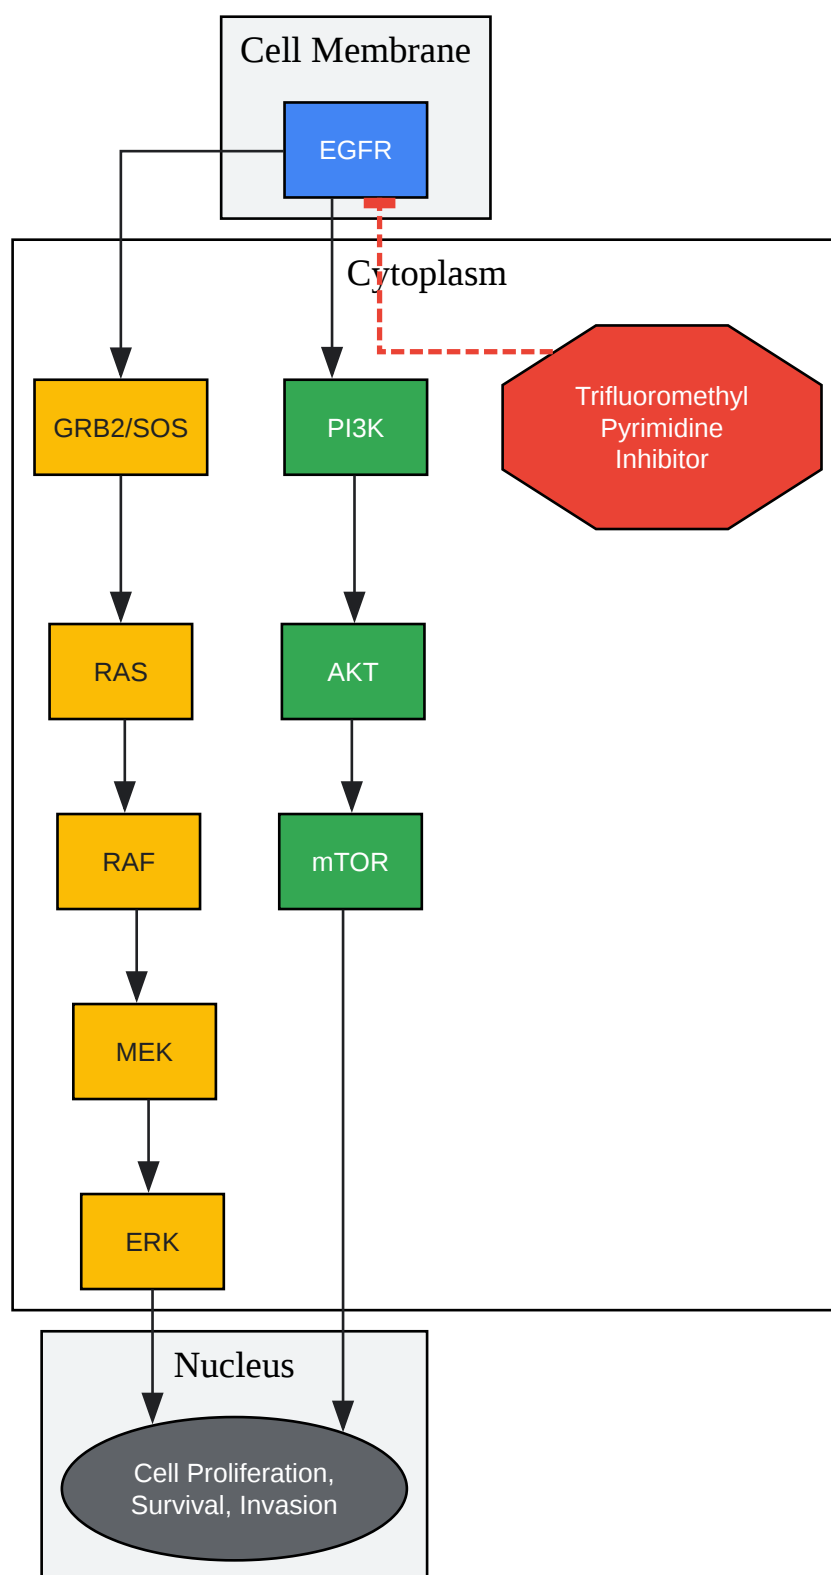 Cell Membrane
EGFR
Cytoplasm
GRB2/SOS
PI3K
Trifluoromethyl
Pyrimidine
Inhibitor
RAS
AKT
RAF
mTOR
MEK
ERK
Nucleus
Cell Proliferation,
Survival, Invasion